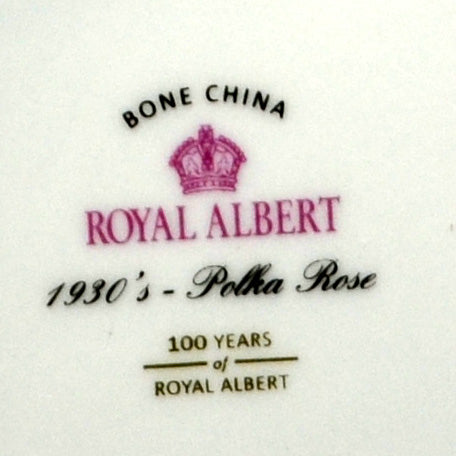 BONE CHINA
ROYAL ALBERT
1930's - Polka Rose
100 YEARS
of
ROYAL ALBERT